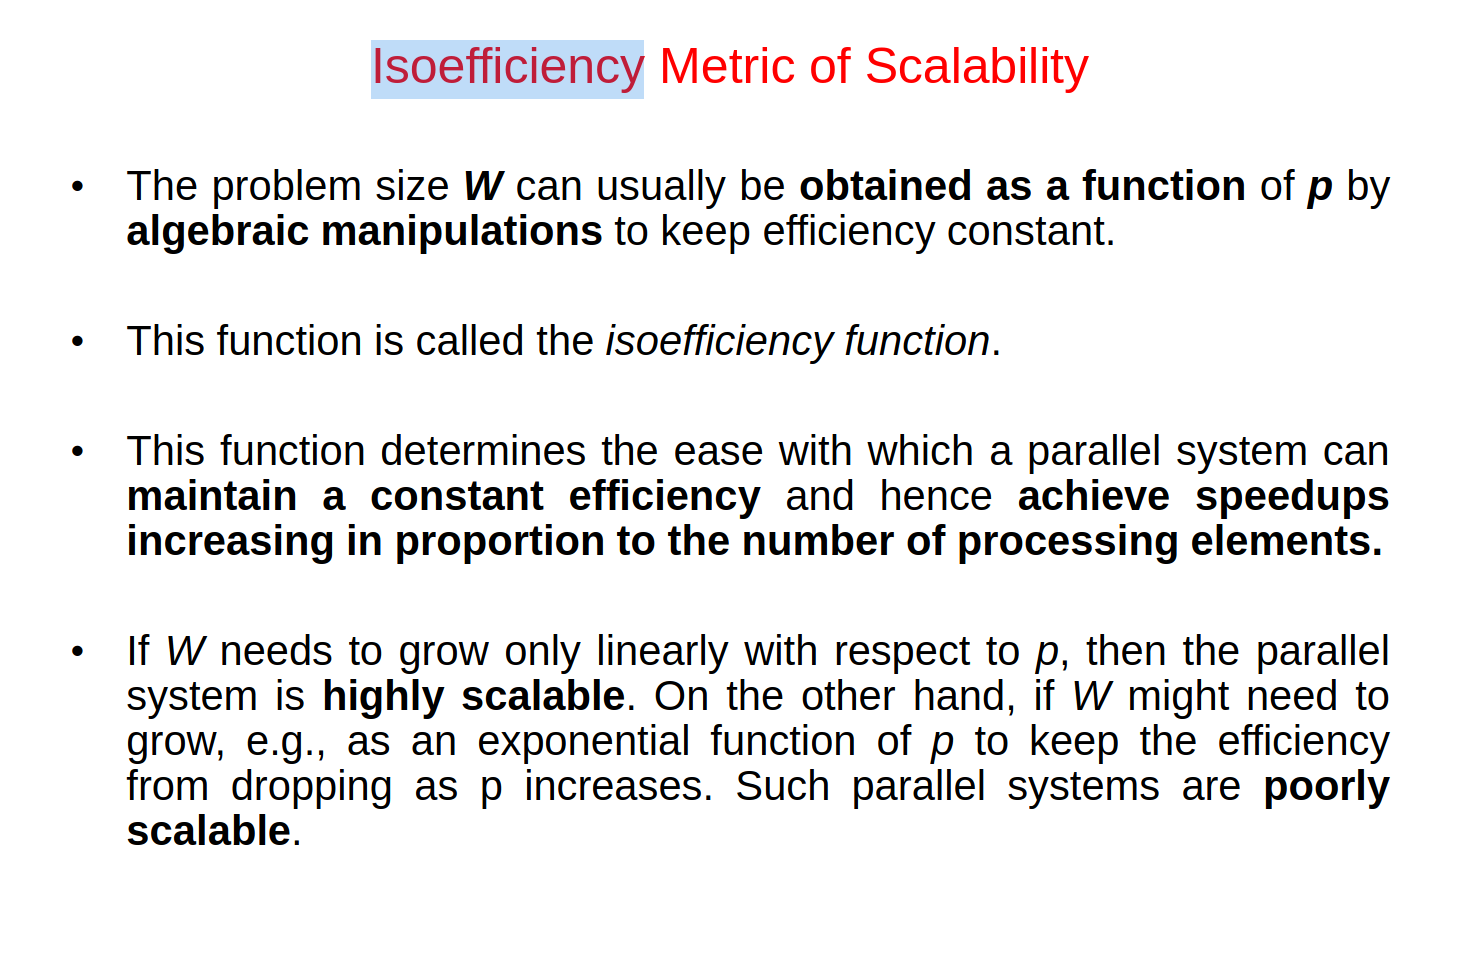 Isoefficiency Metric of Scalability
• The problem size W can usually be obtained as a function of p by
algebraic manipulations to keep efficiency constant.
• This function is called the isoefficiency function.
• This function determines the ease with which a parallel system can
maintain a constant efficiency and hence achieve speedups
increasing in proportion to the number of processing elements.
• If W needs to grow only linearly with respect to p, then the parallel
system is highly scalable. On the other hand, if W might need to
grow, e.g., as an exponential function of p to keep the efficiency
from dropping as p increases. Such parallel systems are poorly
scalable.